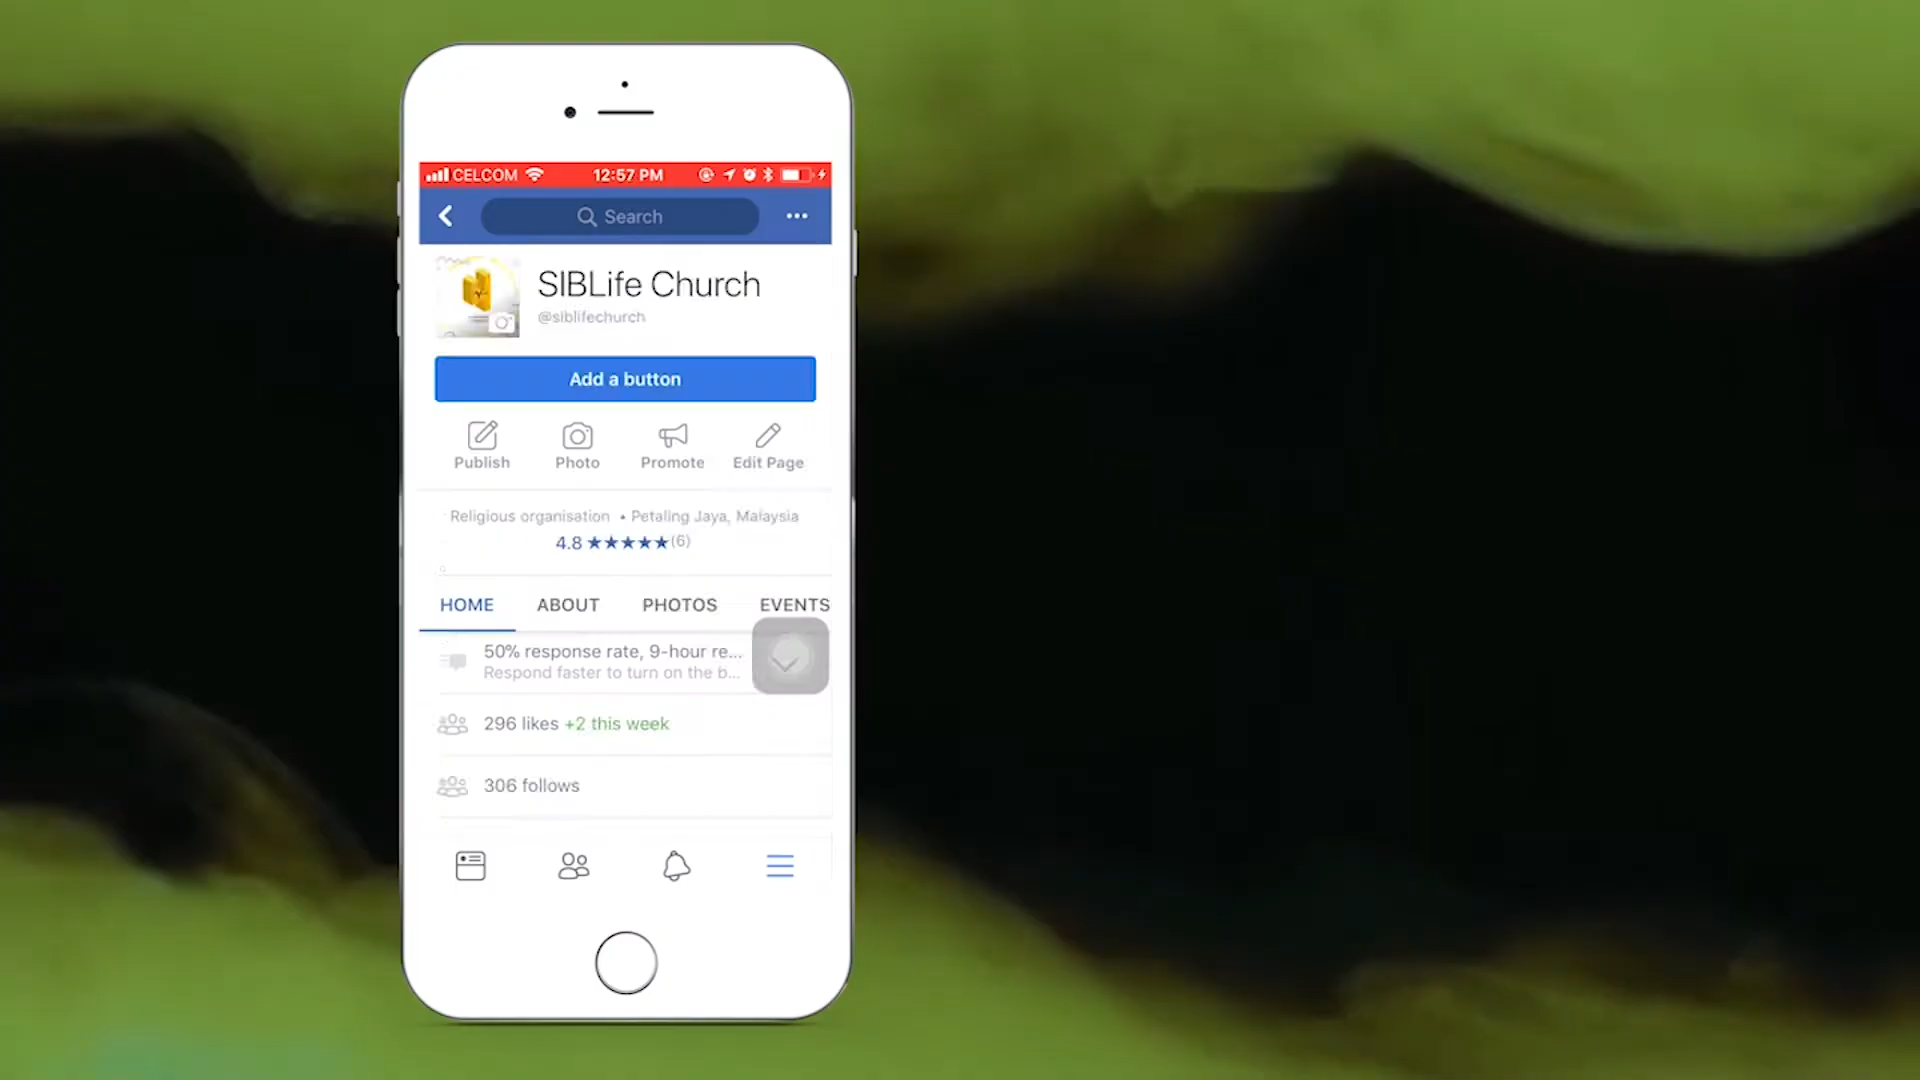 CELCOM 12:57 PM
Search
SIBLife Church
@siblifechurch
Add a button
Publish Photo Promote Edit Page
Religious organisation • Petaling Jaya, Malaysia
4.8 ★★★★★ (6)
HOME ABOUT PHOTOS EVENTS
50% response rate, 9-hour re...
Respond faster to turn on the b...
296 likes +2 this week
306 follows